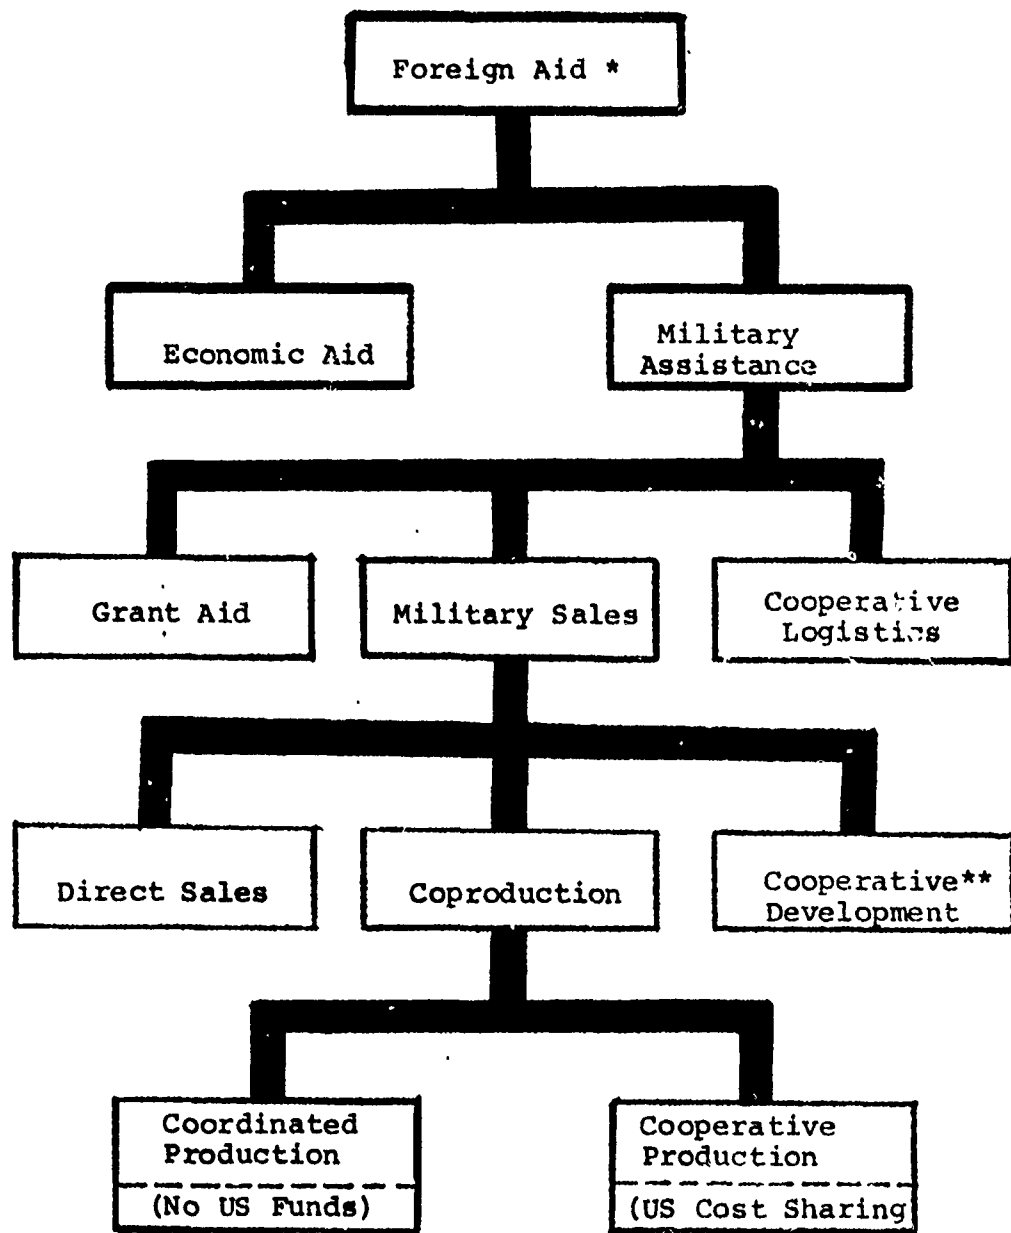 Foreign Aid *
Economic Aid
Military
Assistance
Grant Aid
Military Sales
Cooperative
Logistics
Direct Sales
Coproduction
Cooperative**
Development
Coordinated
Production
(No US Funds)
Cooperative
Production
(US Cost Sharing